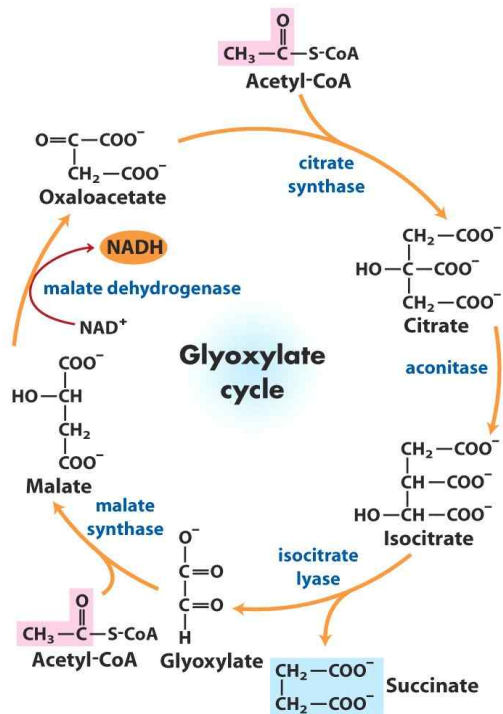 O
CH₃—C—S-CoA
Acetyl-CoA
O=C—COO⁻
CH₂—COO⁻
Oxaloacetate
citrate
synthase
CH₂—COO⁻
HO—C—COO⁻
CH₂—COO⁻
Citrate
NADH
malate dehydrogenase
NAD⁺
Glyoxylate
cycle
aconitase
COO⁻
HO—CH
CH₂
COO⁻
Malate
CH₂—COO⁻
CH—COO⁻
HO—CH—COO⁻
Isocitrate
malate
synthase
isocitrate
lyase
O⁻
C=O
C=O
H
Glyoxylate
O
CH₃—C—S-CoA
Acetyl-CoA
CH₂—COO⁻
CH₂—COO⁻
Succinate